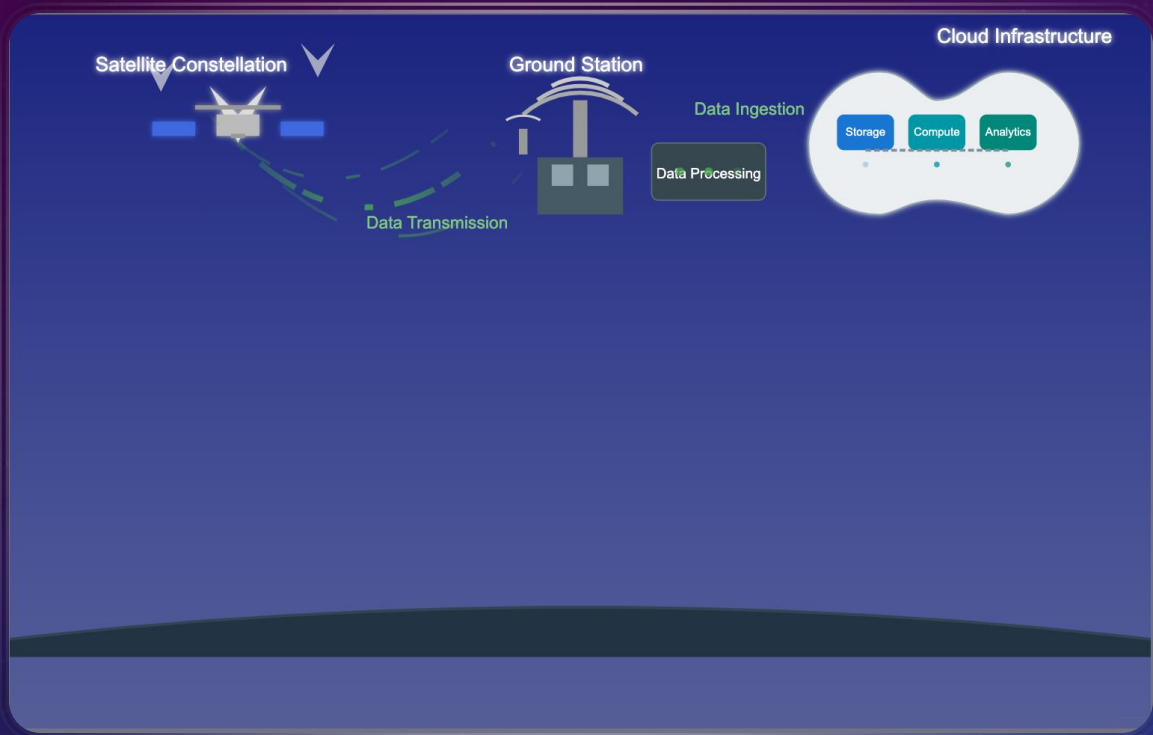 Cloud Infrastructure
Satellite Constellation
Ground Station
Data Ingestion
Storage
Compute
Analytics
Data Processing
Data Transmission